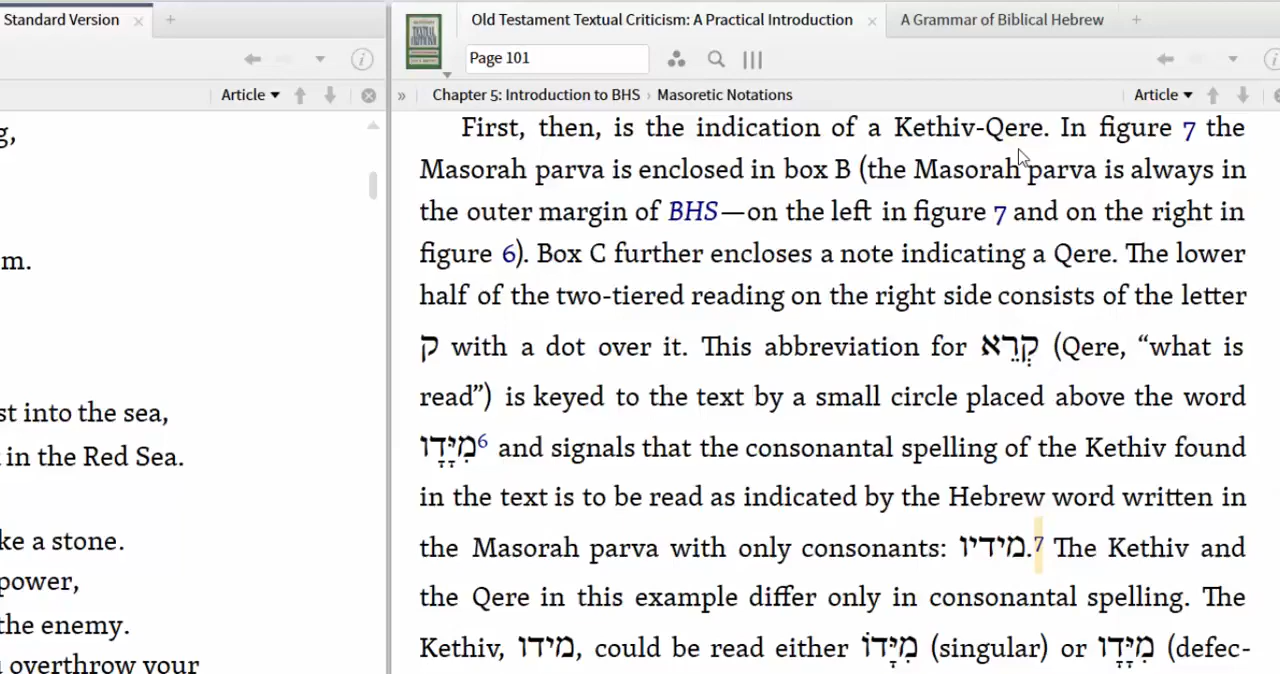 Standard Version
Old Testament Textual Criticism: A Practical Introduction
A Grammar of Biblical Hebrew
Page 101
Article
» Chapter 5: Introduction to BHS › Masoretic Notations
Article
g,
m.
st into the sea,
in the Red Sea.
ke a stone.
power,
the enemy.
overthrow your
First, then, is the indication of a Kethiv-Qere. In figure 7 the
Masorah parva is enclosed in box B (the Masorah parva is always in
the outer margin of BHS—on the left in figure 7 and on the right in
figure 6). Box C further encloses a note indicating a Qere. The lower
half of the two-tiered reading on the right side consists of the letter
ק with a dot over it. This abbreviation for קְרֵא (Qere, “what is
read”) is keyed to the text by a small circle placed above the word
מִיָּדָו6 and signals that the consonantal spelling of the Kethiv found
in the text is to be read as indicated by the Hebrew word written in
the Masorah parva with only consonants: מידיו.7 The Kethiv and
the Qere in this example differ only in consonantal spelling. The
Kethiv, מידו, could be read either מִיָּדוֹ (singular) or מִיָּדָו (defec-